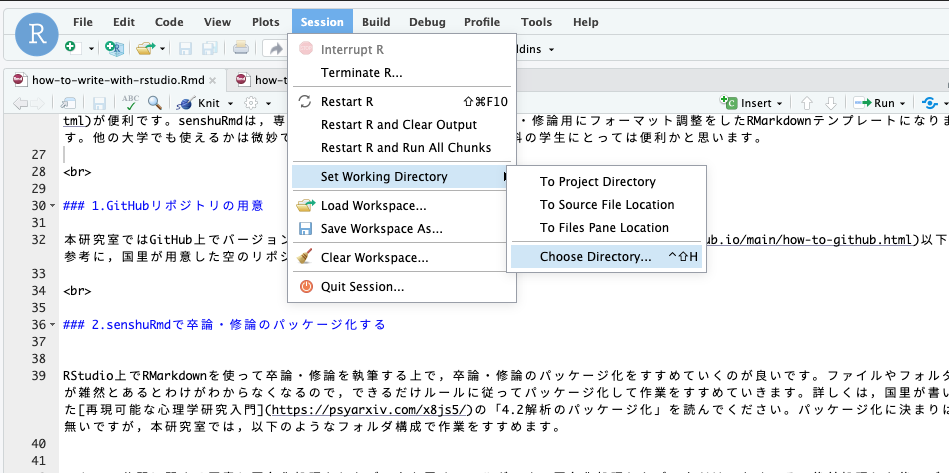 File Edit Code View Plots Session Build Debug Profile Tools Help
R
Interrupt R
Terminate R...
Restart R ⇧⌘F10
Restart R and Clear Output
Restart R and Run All Chunks
Set Working Directory
Load Workspace...
Save Workspace As...
Clear Workspace...
Quit Session...
To Project Directory
To Source File Location
To Files Pane Location
Choose Directory... ^⇧H
ddins
how-to-write-with-rstudio.Rmd × how-t
ABC Knit Insert Run
tml)が便利です。senshuRmdは，専 ・修論用にフォーマット調整をしたRMarkdownテンプレートになりま
す。他の大学でも使えるかは微妙で 科の学生にとっては便利かと思います。
27
28 <br>
29
30 ### 1.GitHubリポジトリの用意
31
32 本研究室ではGitHub上でバージョン ub.io/main/how-to-github.html)以下
参考に，国里が用意した空のリポジ
33
34 <br>
35
36 ### 2.senshuRmdで卒論・修論のパッケージ化する
37
38
39 RStudio上でRMarkdownを使って卒論・修論を執筆する上で，卒論・修論のパッケージ化をすすめていくのが良いです。ファイルやフォルダ
が雑然とあるとわけがわからなくなるので，できるだけルールに従ってパッケージ化して作業をすすめていきます。詳しくは，国里が書い
た[再現可能な心理学研究入門](https://psyarxiv.com/x8js5/)の「4.2解析のパッケージ化」を読んでください。パッケージ化に決まりは
無いですが，本研究室では，以下のようなフォルダ構成で作業をすすめます。
40
41